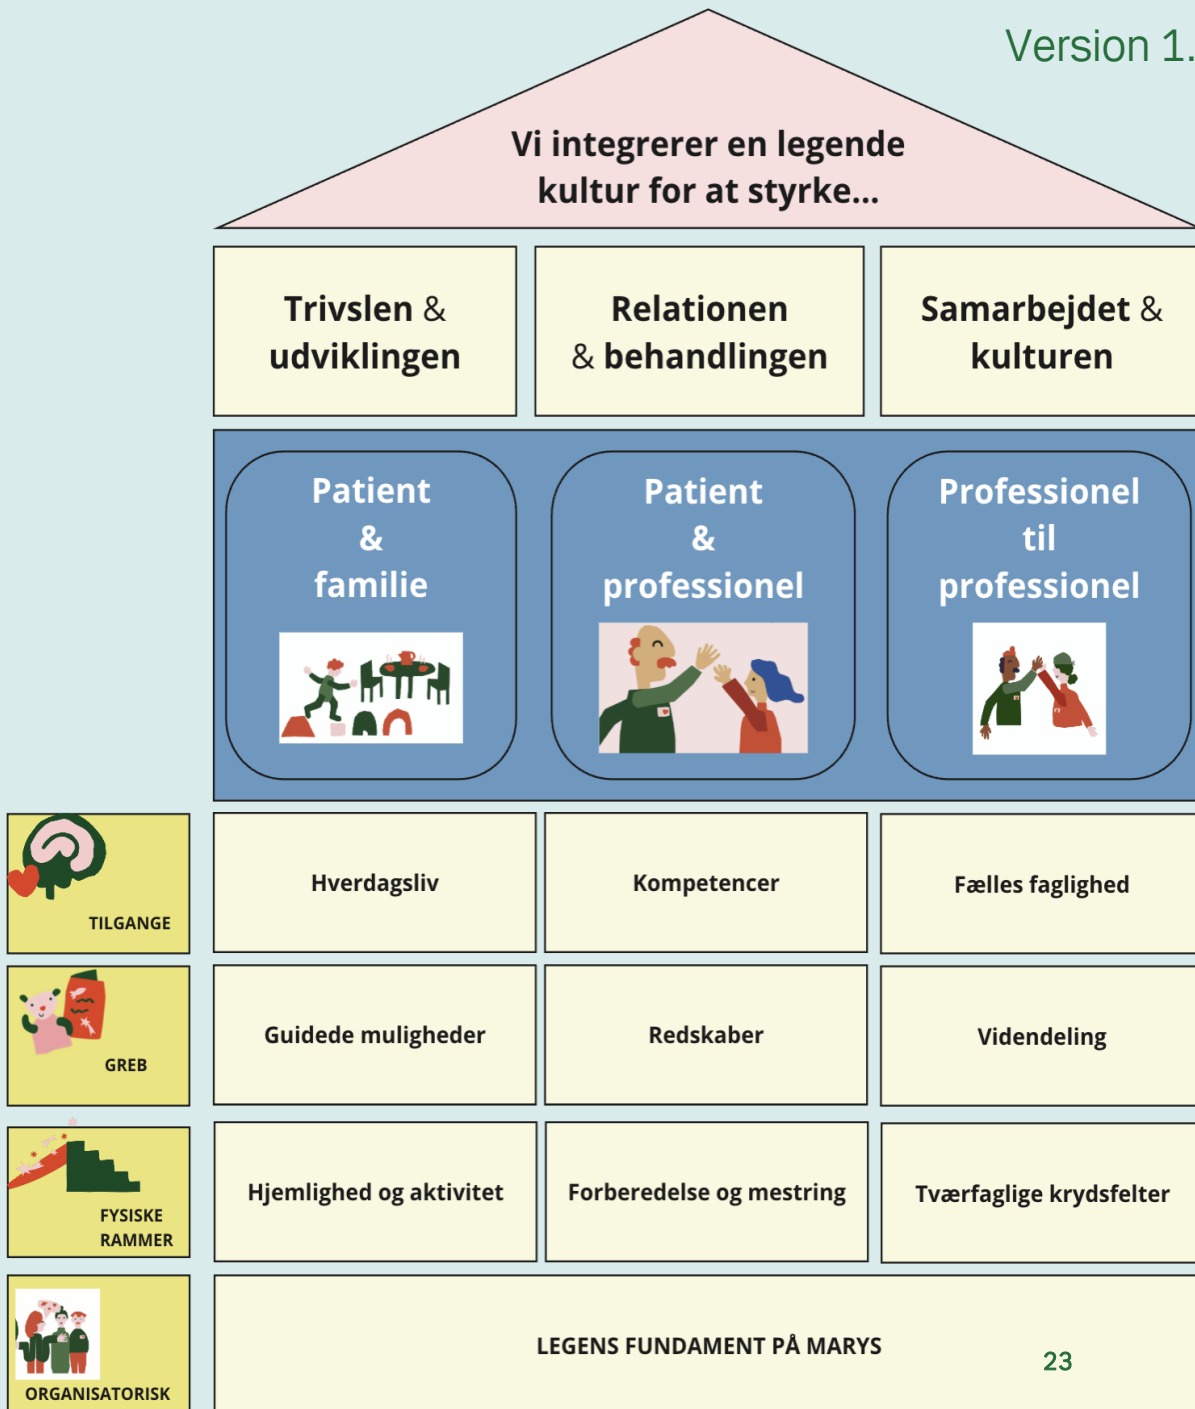 Version 1.
Vi integrerer en legende
kultur for at styrke...
Trivslen &
udviklingen
Relationen
& behandlingen
Samarbejdet &
kulturen
Patient
&
familie
Patient
&
professionel
Professionel
til
professionel
TILGANGE
Hverdagsliv
Kompetencer
Fælles faglighed
GREB
Guidede muligheder
Redskaber
Videndeling
FYSISKE
RAMMER
Hjemlighed og aktivitet
Forberedelse og mestring
Tværfaglige krydsfelter
ORGANISATORISK
LEGENS FUNDAMENT PÅ MARYS
23